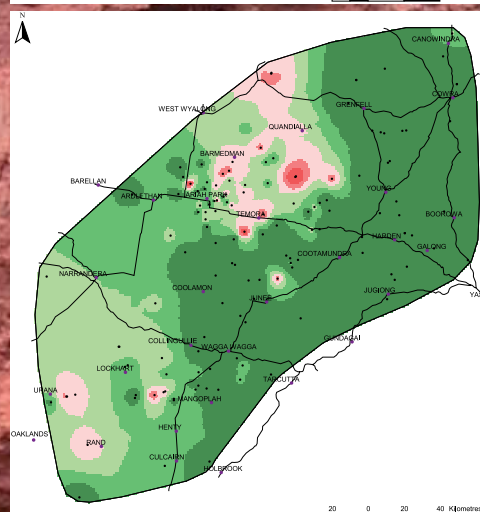 N
CANOWINDRA
COWRA
WEST WYALONG
GRENFELL
QUANDIALLA
BARMEDMAN
BARELLAN
ARDLETHAN
ARIAH PARK
YOUNG
TEMORA
BOOROWA
HARDEN
GALONG
COOTAMUNDRA
NARRANDERA
COOLAMON
JUNEE
JUGIONG
YA
GUNDAGAI
COLLINGULLIE
WAGGA WAGGA
LOCKHART
TARCUTTA
URANA
MANGOPLAH
OAKLANDS
RAND
HENTY
CULCAIRN
HOLBROOK
20 0 20 40 Kilometres